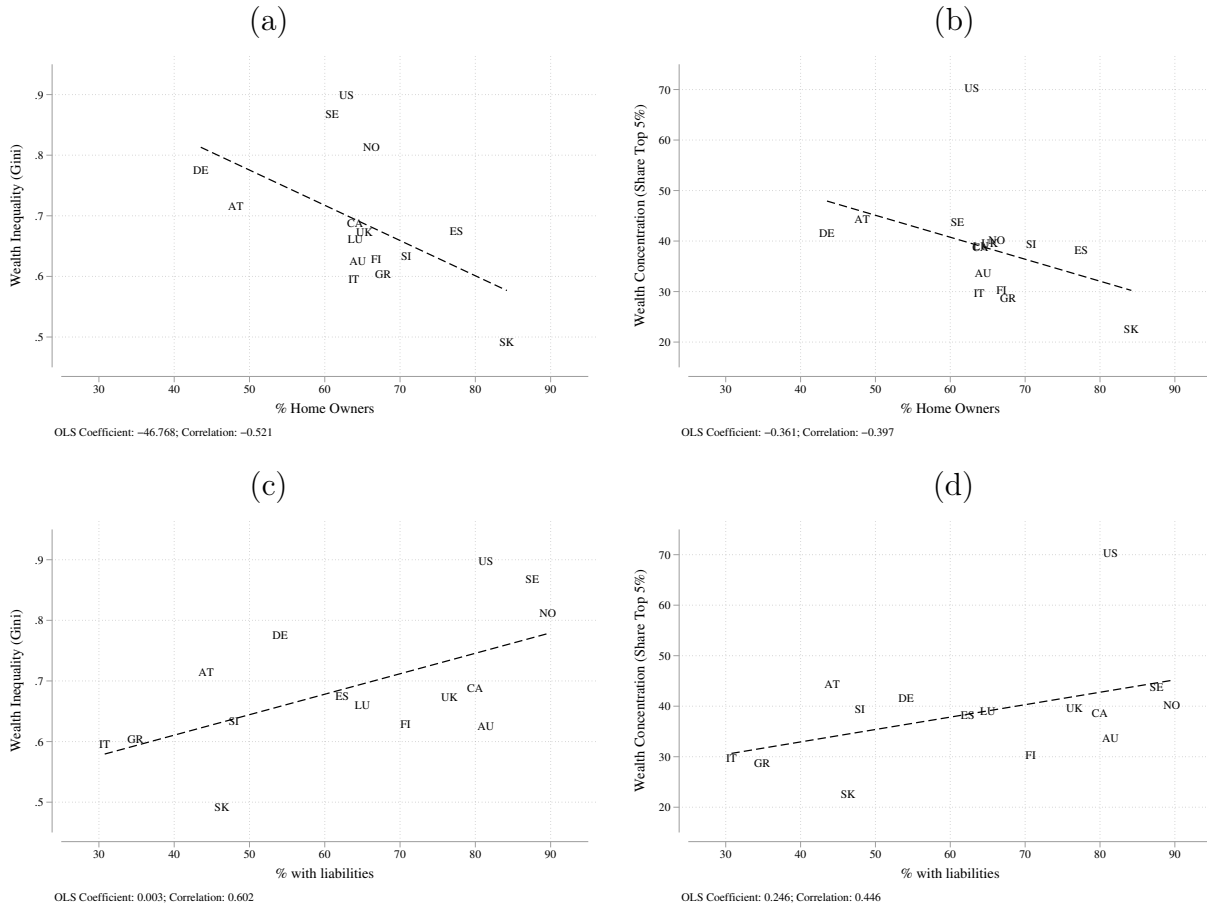 (a)
Wealth Inequality (Gini)
.9
.8
.7
.6
.5
US
SE
NO
DE
AT
CA
UK
ES
LU
SI
AU
FI
GR
IT
SK
30 40 50 60 70 80 90
% Home Owners
OLS Coefficient: −46.768; Correlation: −0.521
(b)
Wealth Concentration (Share Top 5%)
70
60
50
40
30
20
US
SE
AT
DE
NO
UK
CA
SI
ES
AU
IT
FI
GR
SK
30 40 50 60 70 80 90
% Home Owners
OLS Coefficient: −0.361; Correlation: −0.397
(c)
Wealth Inequality (Gini)
.9
.8
.7
.6
.5
US
SE
NO
DE
AT
CA
ES
UK
LU
SI
FI
AU
GR
IT
SK
30 40 50 60 70 80 90
% with liabilities
OLS Coefficient: 0.003; Correlation: 0.602
(d)
Wealth Concentration (Share Top 5%)
70
60
50
40
30
20
US
AT
SE
DE
SI
ES
LU
UK
CA
NO
AU
FI
IT
GR
SK
30 40 50 60 70 80 90
% with liabilities
OLS Coefficient: 0.246; Correlation: 0.446